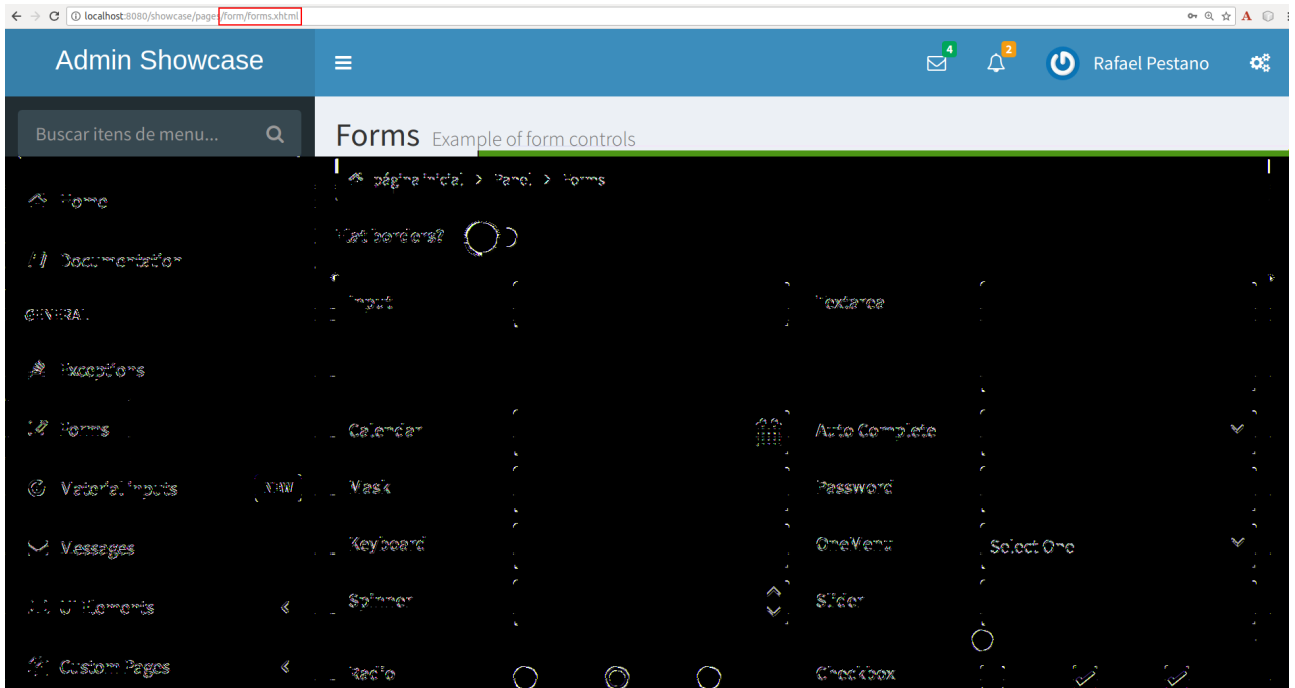 localhost:8080/showcase/pages/form/forms.xhtml
Admin Showcase
4
2
Rafael Pestano
Buscar itens de menu...
Forms Example of form controls
página inicial > Panel > Forms
Home
Flat borders?
Documentation
Input
Textarea
GENERAL
Exceptions
Forms
Calendar
Auto Complete
Material inputs
NEW
Mask
Password
Messages
Keyboard
OneMenu
Select One
UI Elements
Spinner
Slider
Custom Pages
Radio
Checkbox